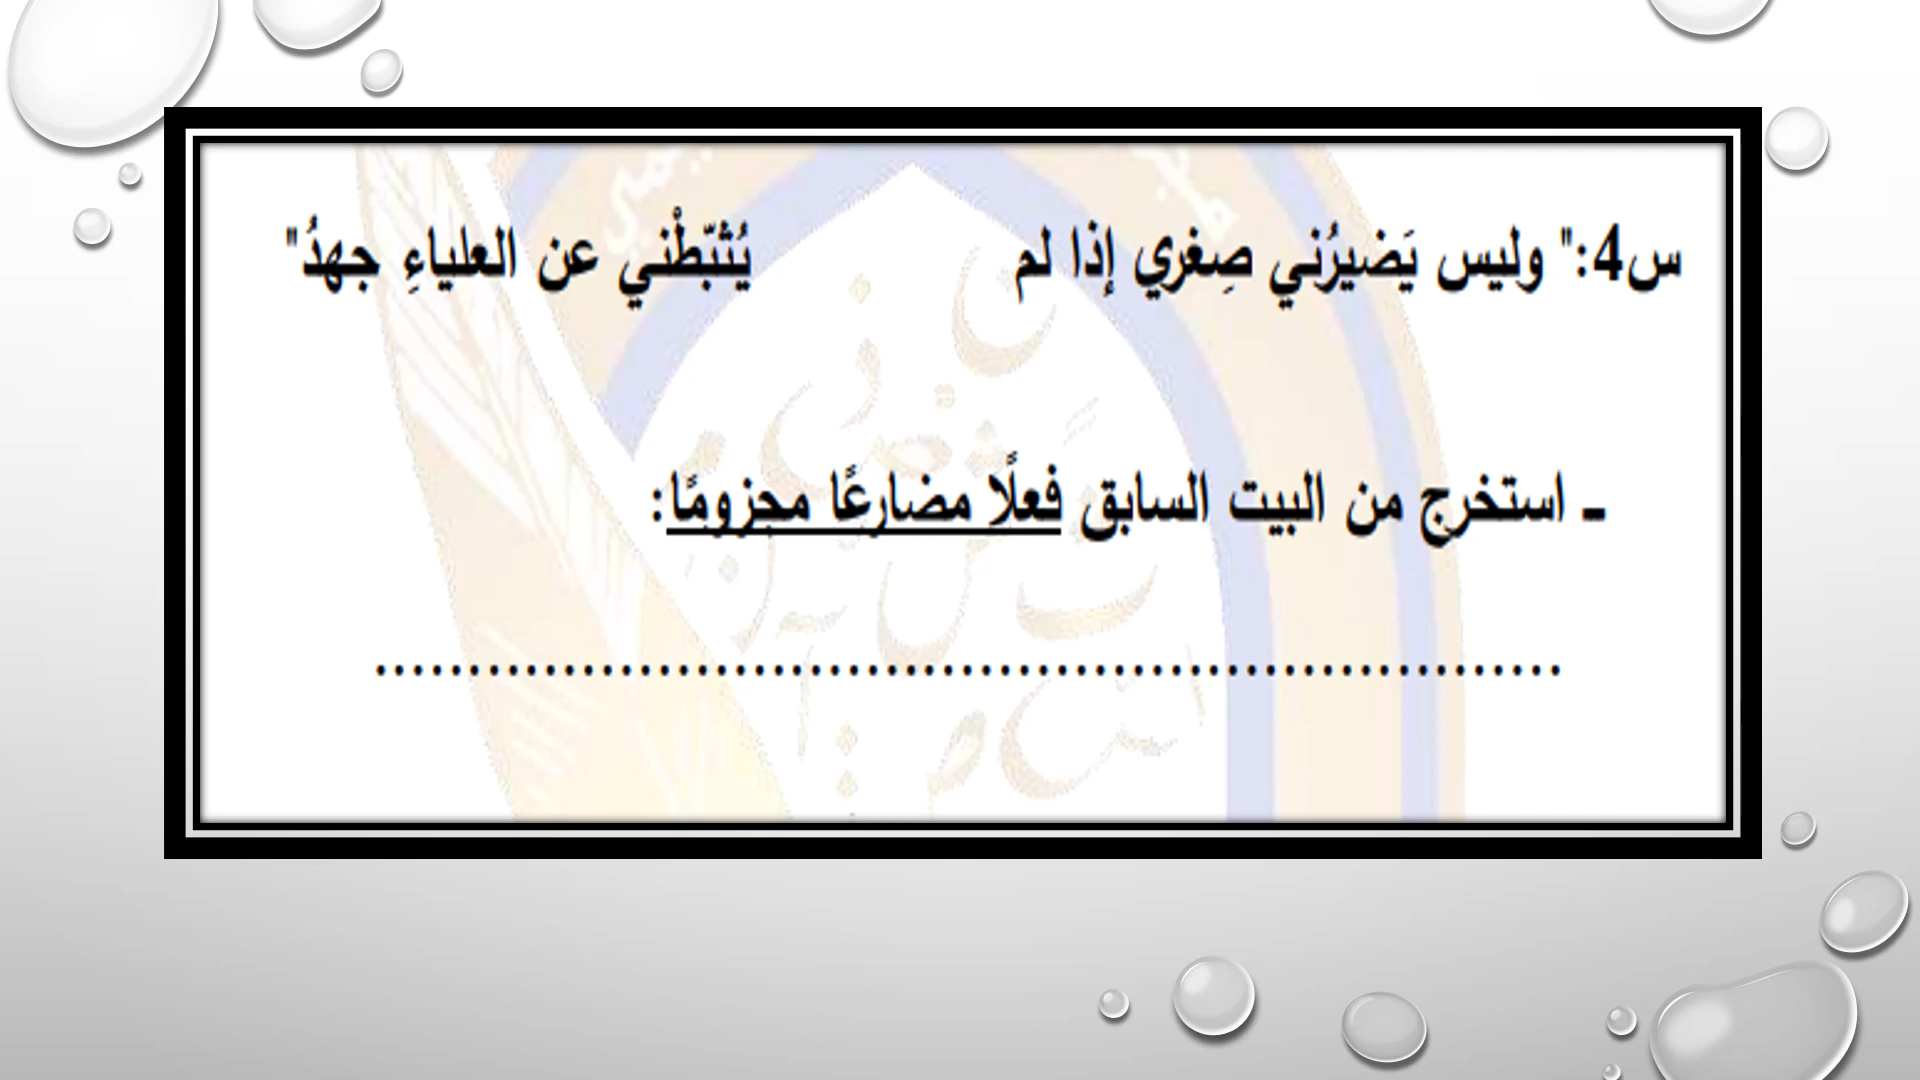 س4:" وليس يَضيرُني صِغري إذا لم يُثبّطْني عن العلياءِ جهدُ"
ـ استخرج من البيت السابق فعلًا مضارعًا مجزومًا:
................................................................